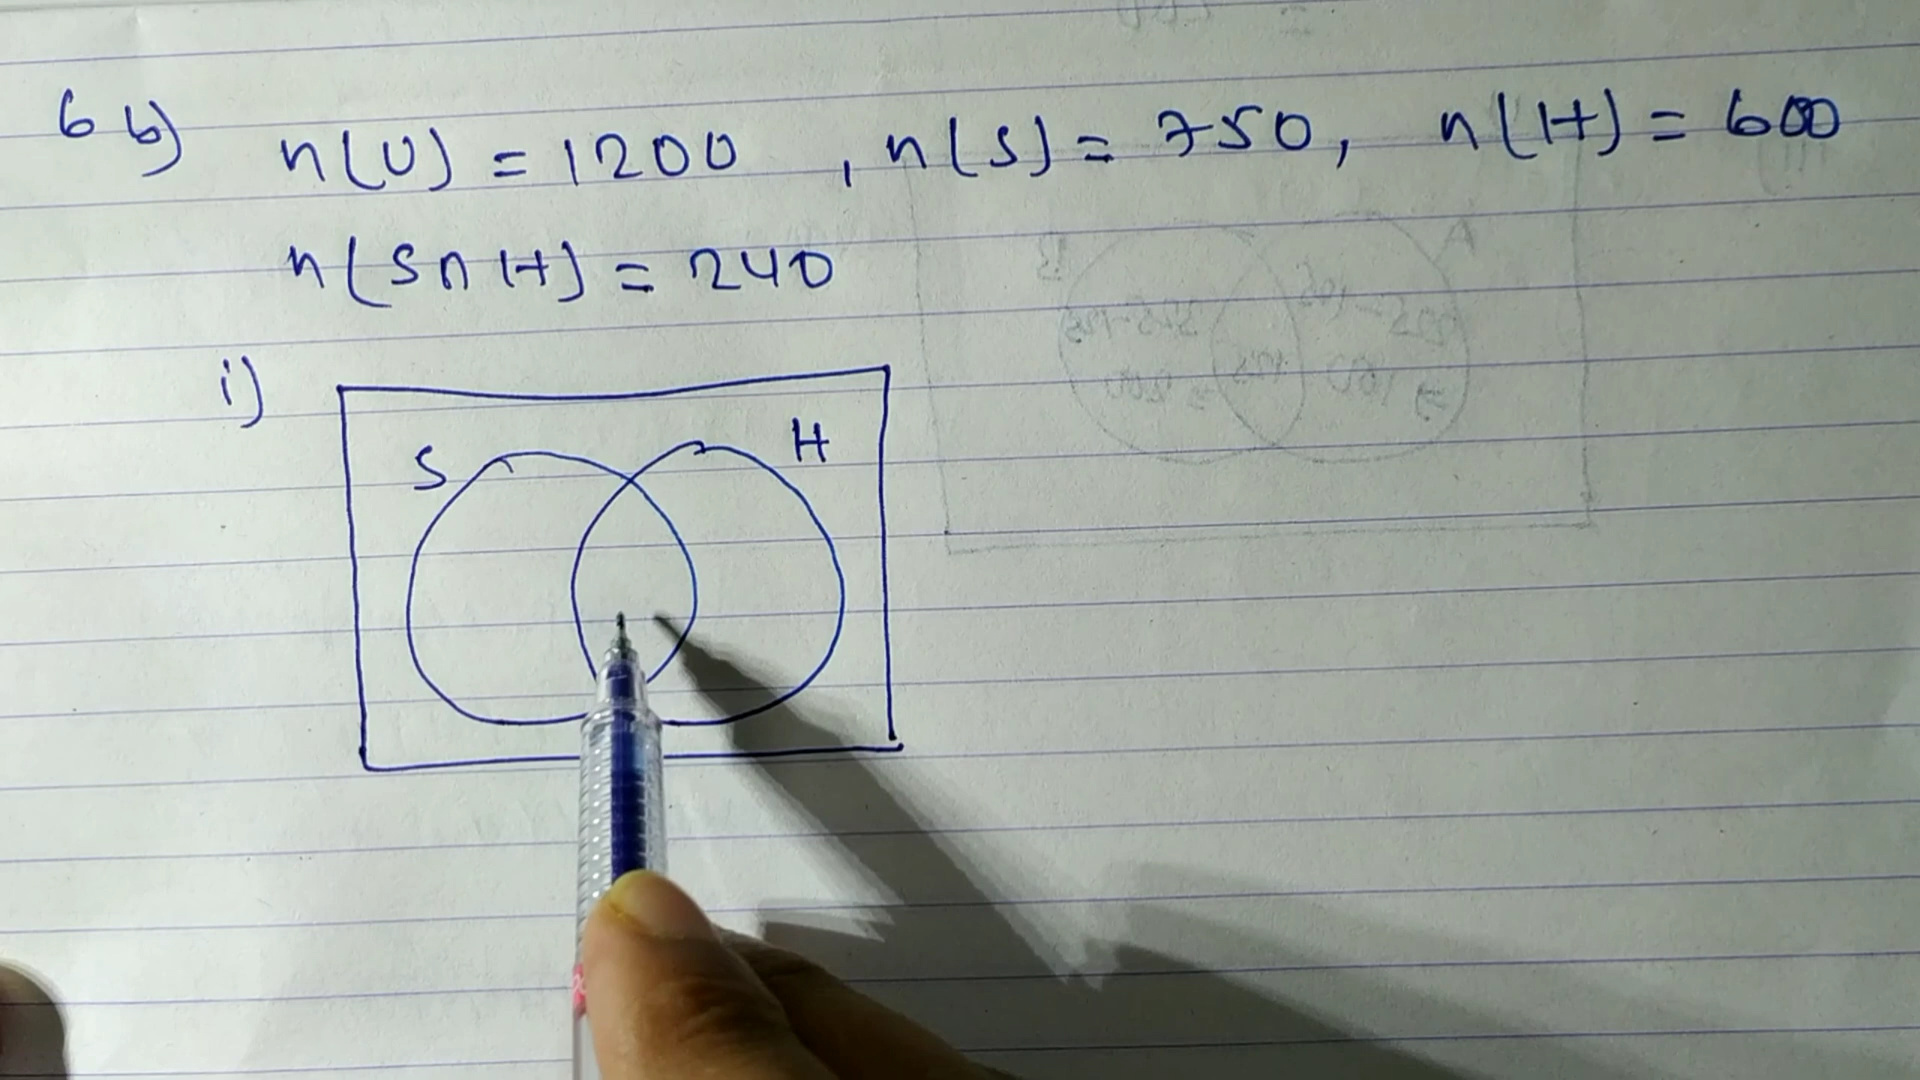 6 b) n(U) = 1200 , n(S) = 750, n(H) = 600
n(S∩H) = 240
i)
S H